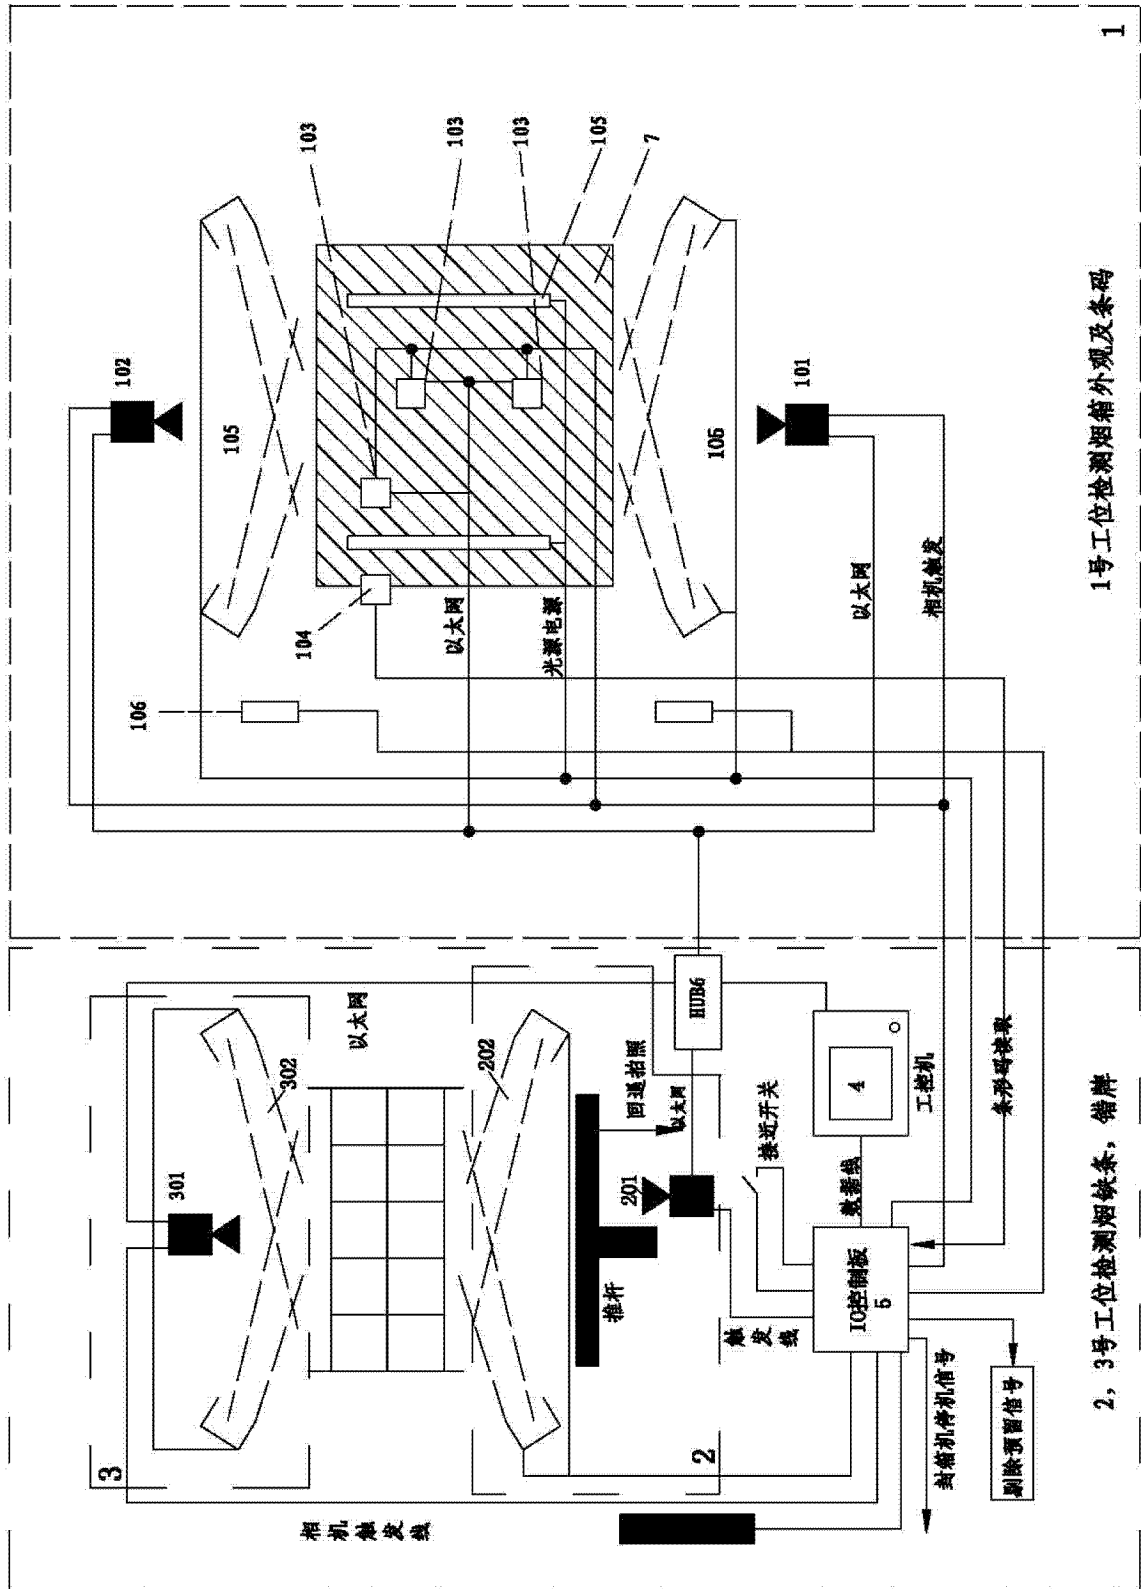 3
301
302
以太网
相机触发线
202
2
推杆
201
回退拍照
以太网
HUB6
触发线
接近开关
数据线
4
工控机
IO控制板
5
封箱机停机信号
剔除预留信号
条形码读取
2，3号工位检测烟缺条，错牌
102
106
105
104
103
103
103
105
7
以太网
光源电源
105
101
以太网
相机触发
1号工位检测烟箱外观及条码
1